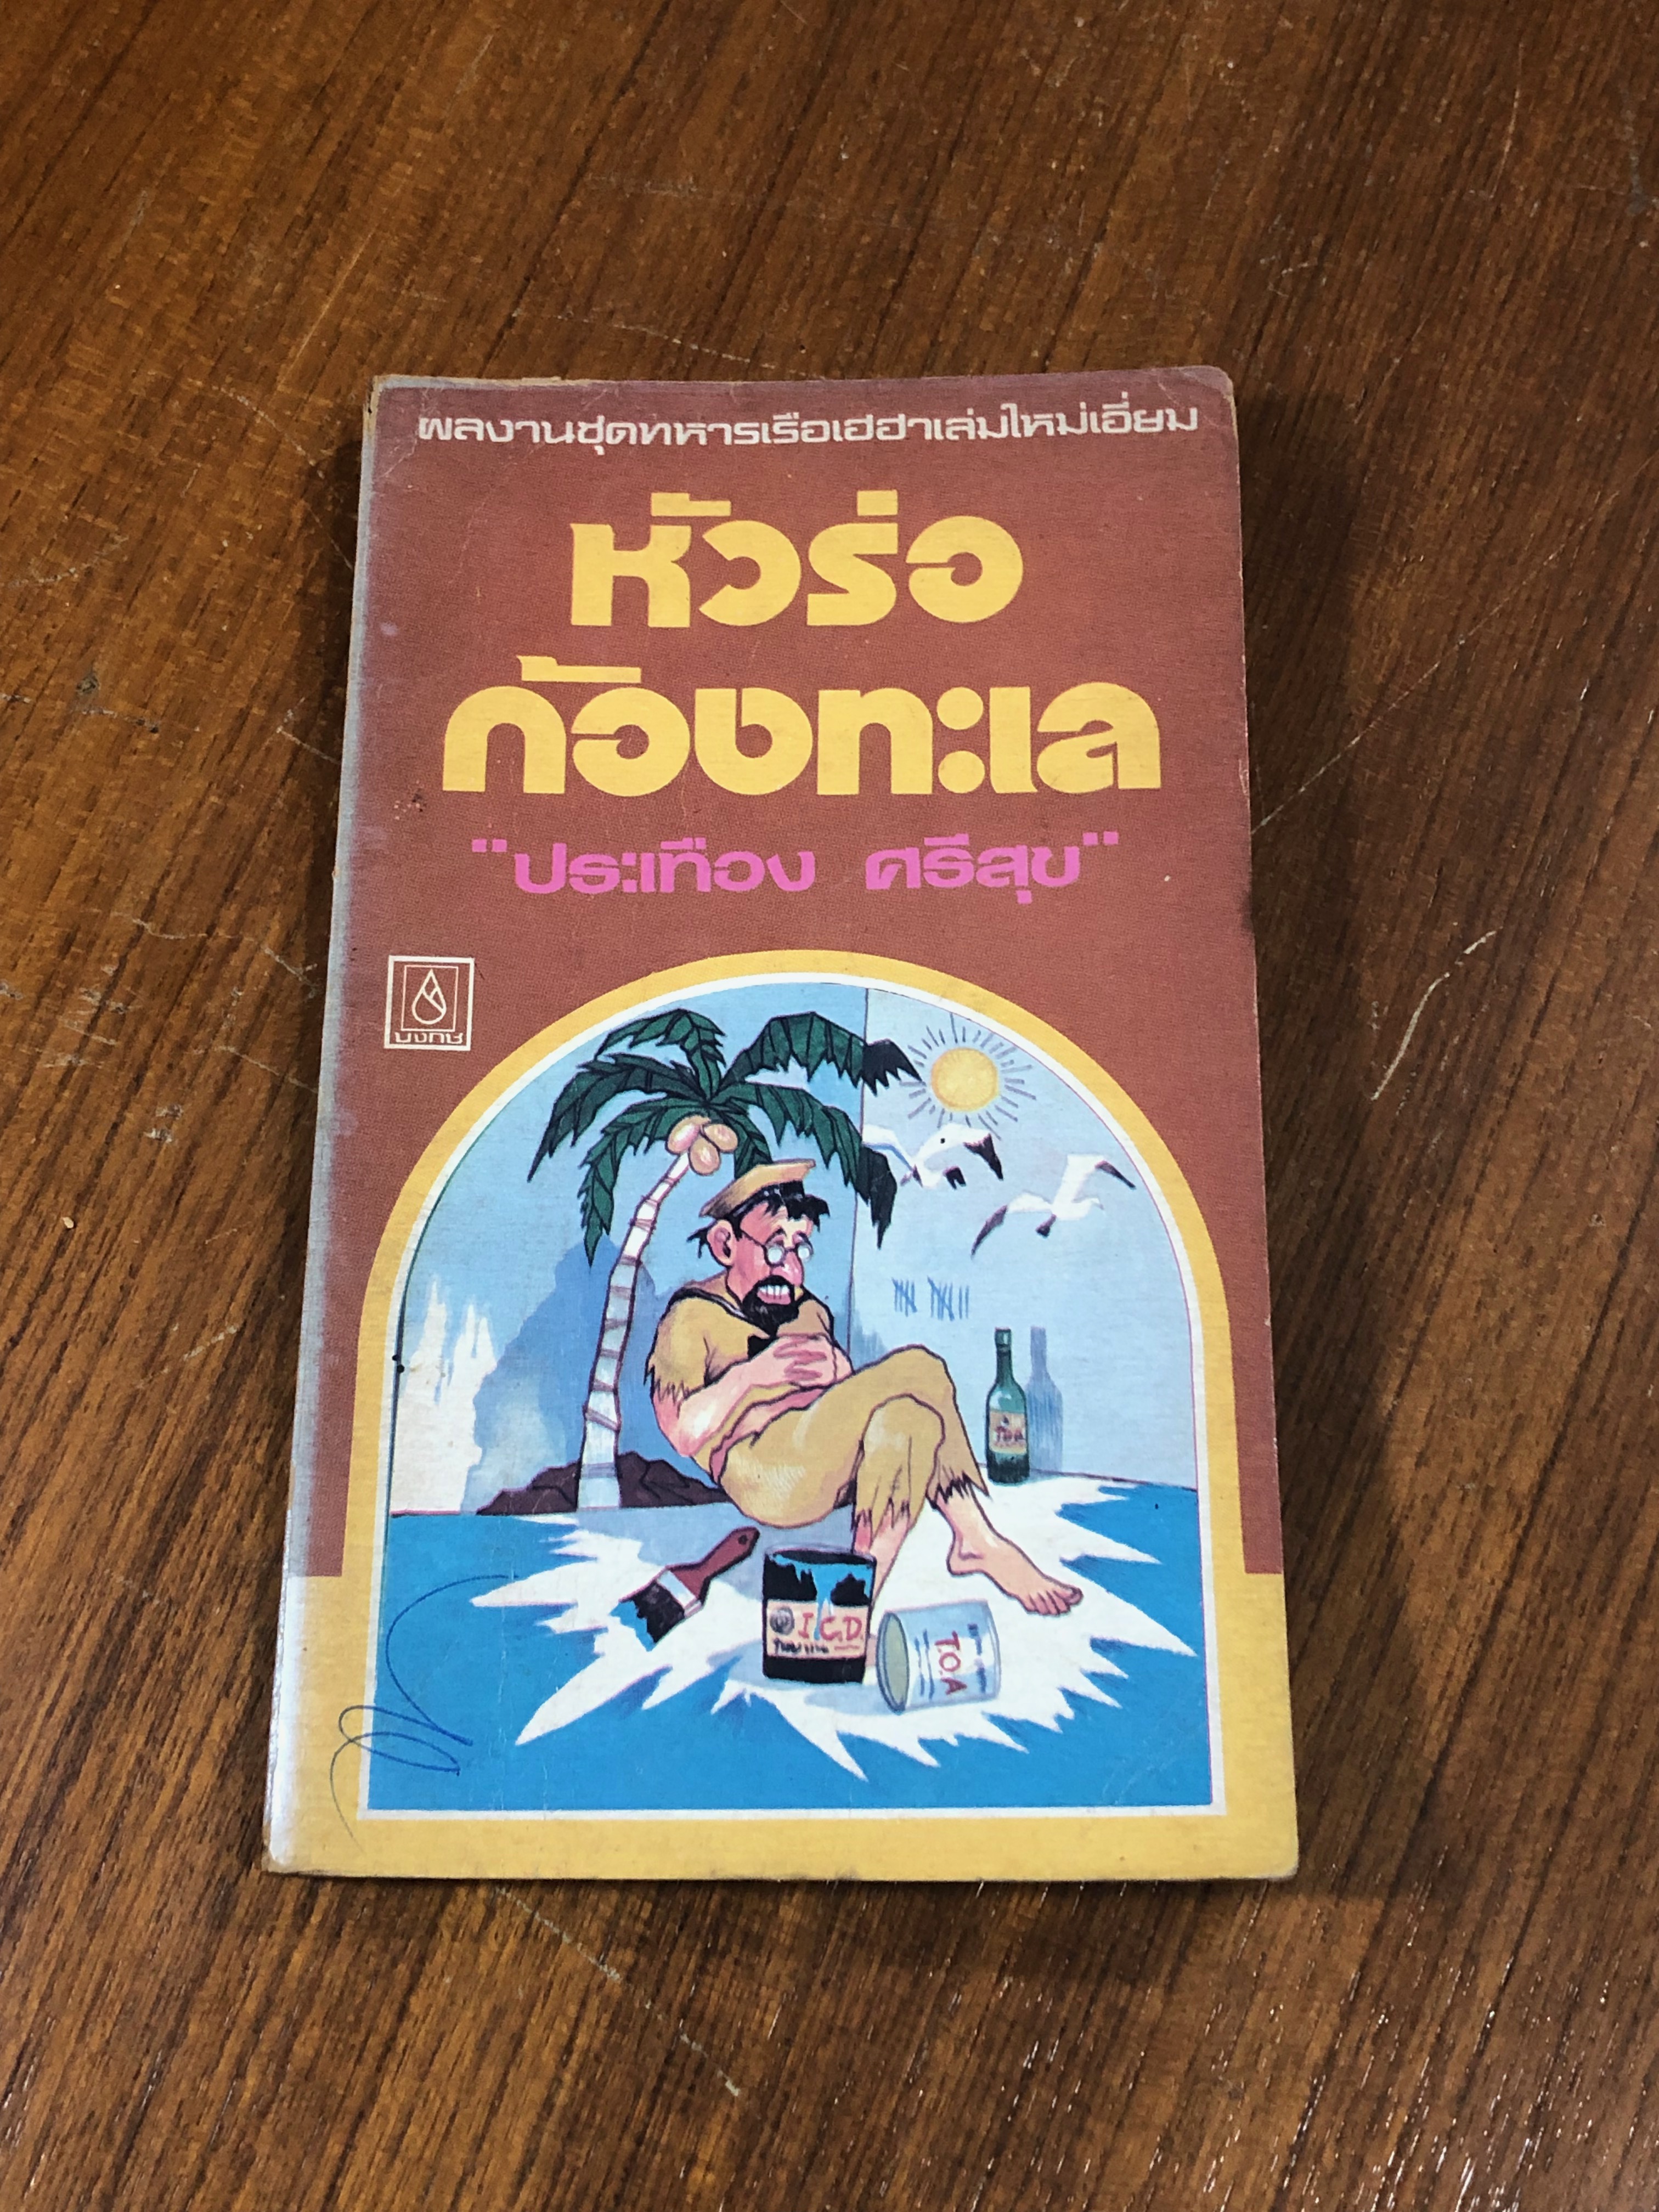 ผลงานชุดทหารเรือเฮฮาเล่มใหม่เอี่ยม
หัวร่อ
ก้องทะเล
"ประเทือง ศรีสุข"
บงกช
I.C.D.
T.O.A